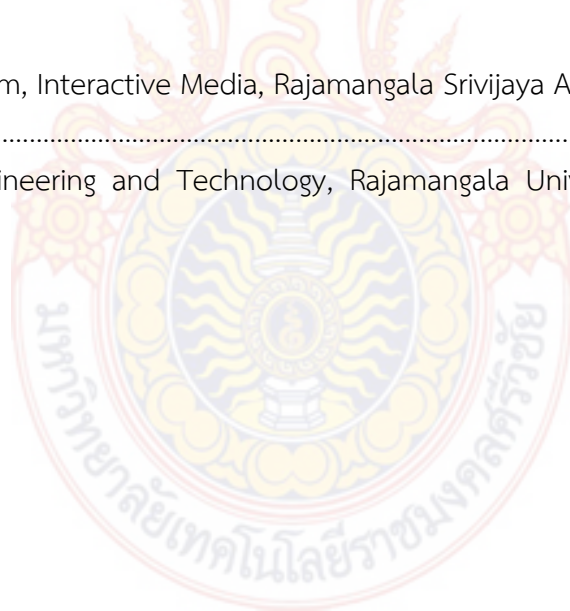 m, Interactive Media, Rajamangala Srivijaya A
................................................................................
ineering and Technology, Rajamangala Univ
มหาวิทยาลัยเทคโนโลยีราชมงคลศรีวิชัย